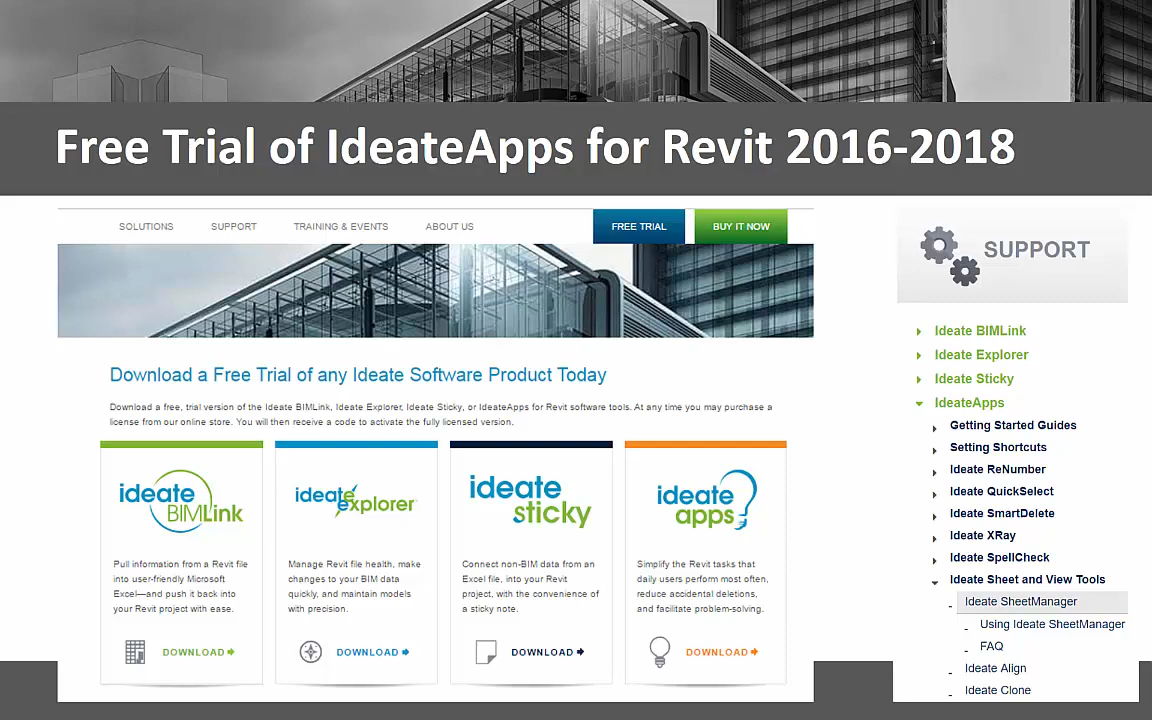 Free Trial of IdeateApps for Revit 2016-2018
SOLUTIONS SUPPORT TRAINING & EVENTS ABOUT US FREE TRIAL BUY IT NOW
Download a Free Trial of any Ideate Software Product Today
Download a free, trial version of the Ideate BIMLink, Ideate Explorer, Ideate Sticky, or IdeateApps for Revit software tools. At any time you may purchase a
license from our online store. You will then receive a code to activate the fully licensed version.
ideate
BIMLink
Pull information from a Revit file
into user-friendly Microsoft
Excel—and push it back into
your Revit project with ease.
DOWNLOAD
ideate
explorer
Manage Revit file health, make
changes to your BIM data
quickly, and maintain models
with precision.
DOWNLOAD
ideate
sticky
Connect non-BIM data from an
Excel file, into your Revit
project, with the convenience of
a sticky note.
DOWNLOAD
ideate
apps
Simplify the Revit tasks that
daily users perform most often,
reduce accidental deletions,
and facilitate problem-solving.
DOWNLOAD
SUPPORT
Ideate BIMLink
Ideate Explorer
Ideate Sticky
IdeateApps
Getting Started Guides
Setting Shortcuts
Ideate ReNumber
Ideate QuickSelect
Ideate SmartDelete
Ideate XRay
Ideate SpellCheck
Ideate Sheet and View Tools
Ideate SheetManager
Using Ideate SheetManager
FAQ
Ideate Align
Ideate Clone